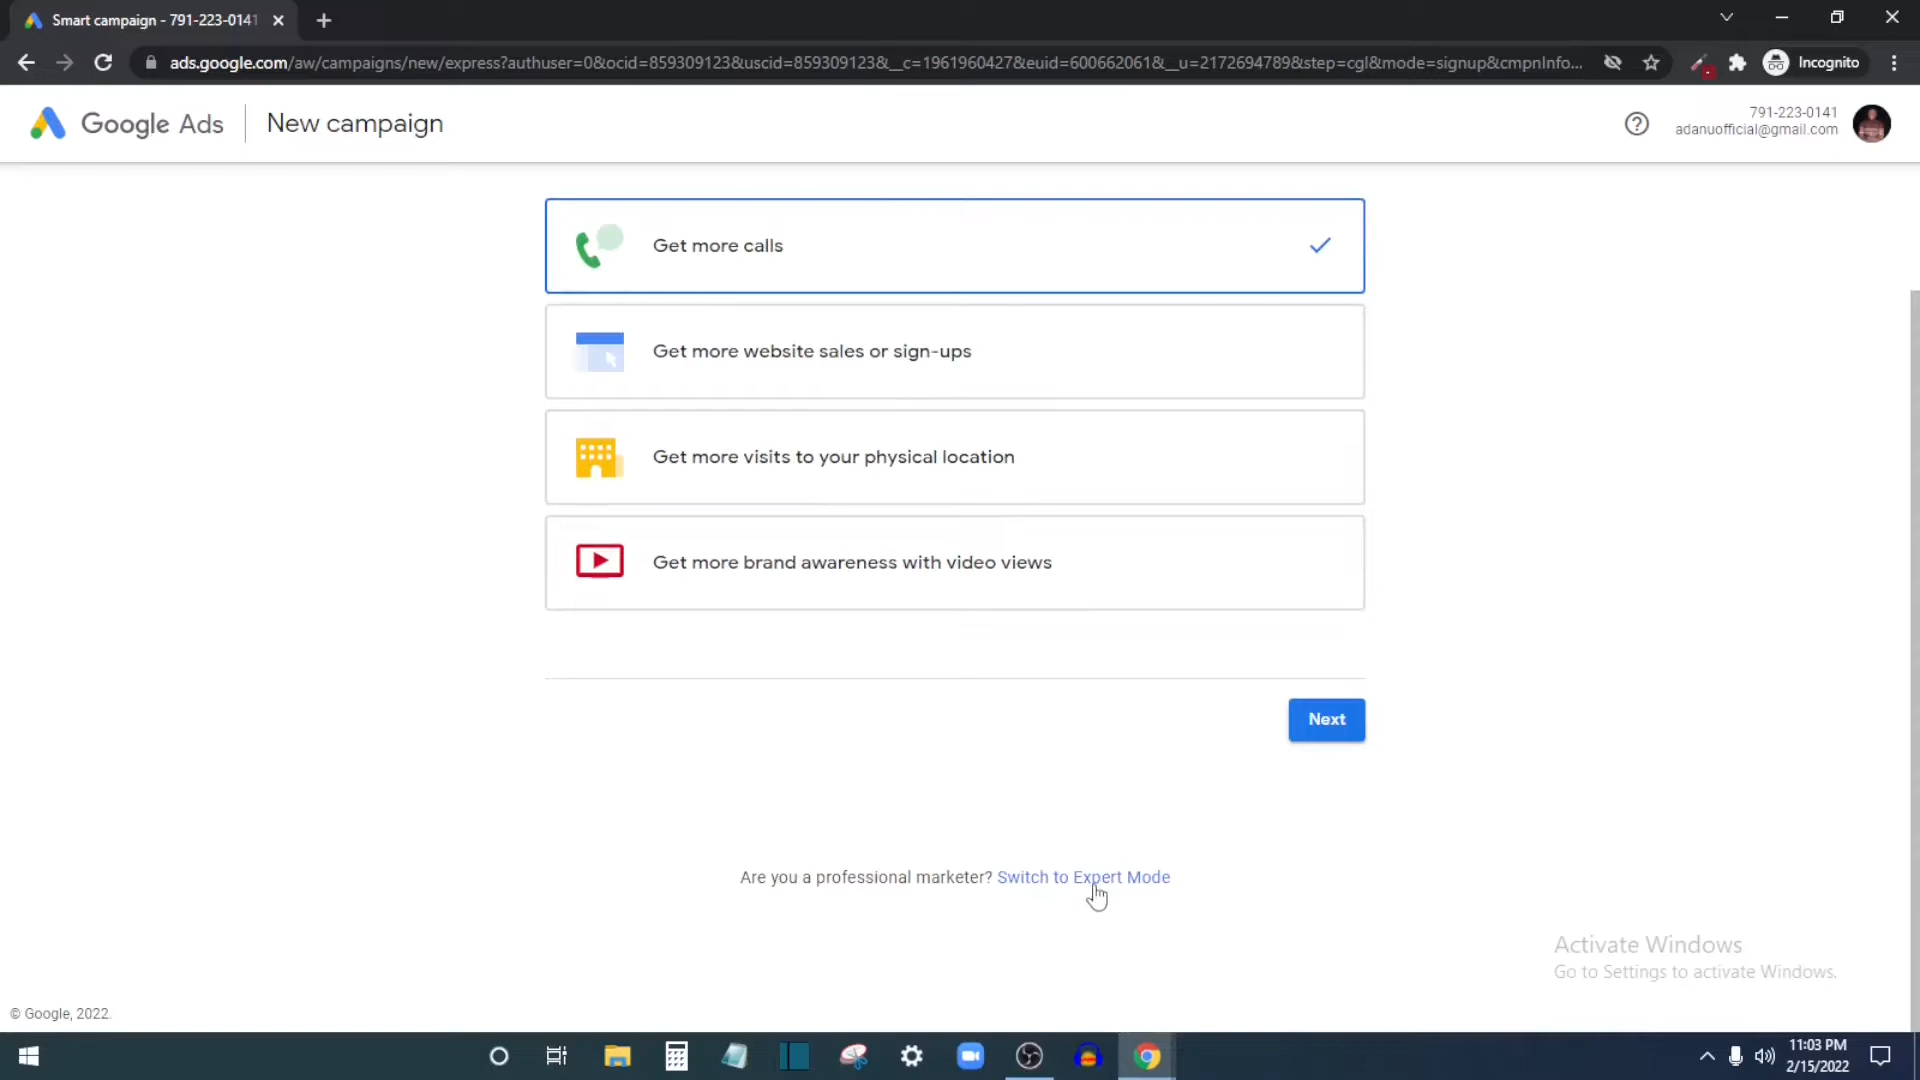 Smart campaign - 791-223-0141
ads.google.com/aw/campaigns/new/express?authuser=0&ocid=859309123&uscid=859309123&__c=1961960427&euid=600662061&__u=2172694789&step=cgl&mode=signup&cmpnInfo...
Incognito
Google Ads
New campaign
791-223-0141
adanuofficial@gmail.com
Get more calls
Get more website sales or sign-ups
Get more visits to your physical location
Get more brand awareness with video views
Next
Are you a professional marketer? Switch to Expert Mode
Activate Windows
Go to Settings to activate Windows.
© Google, 2022.
11:03 PM
2/15/2022